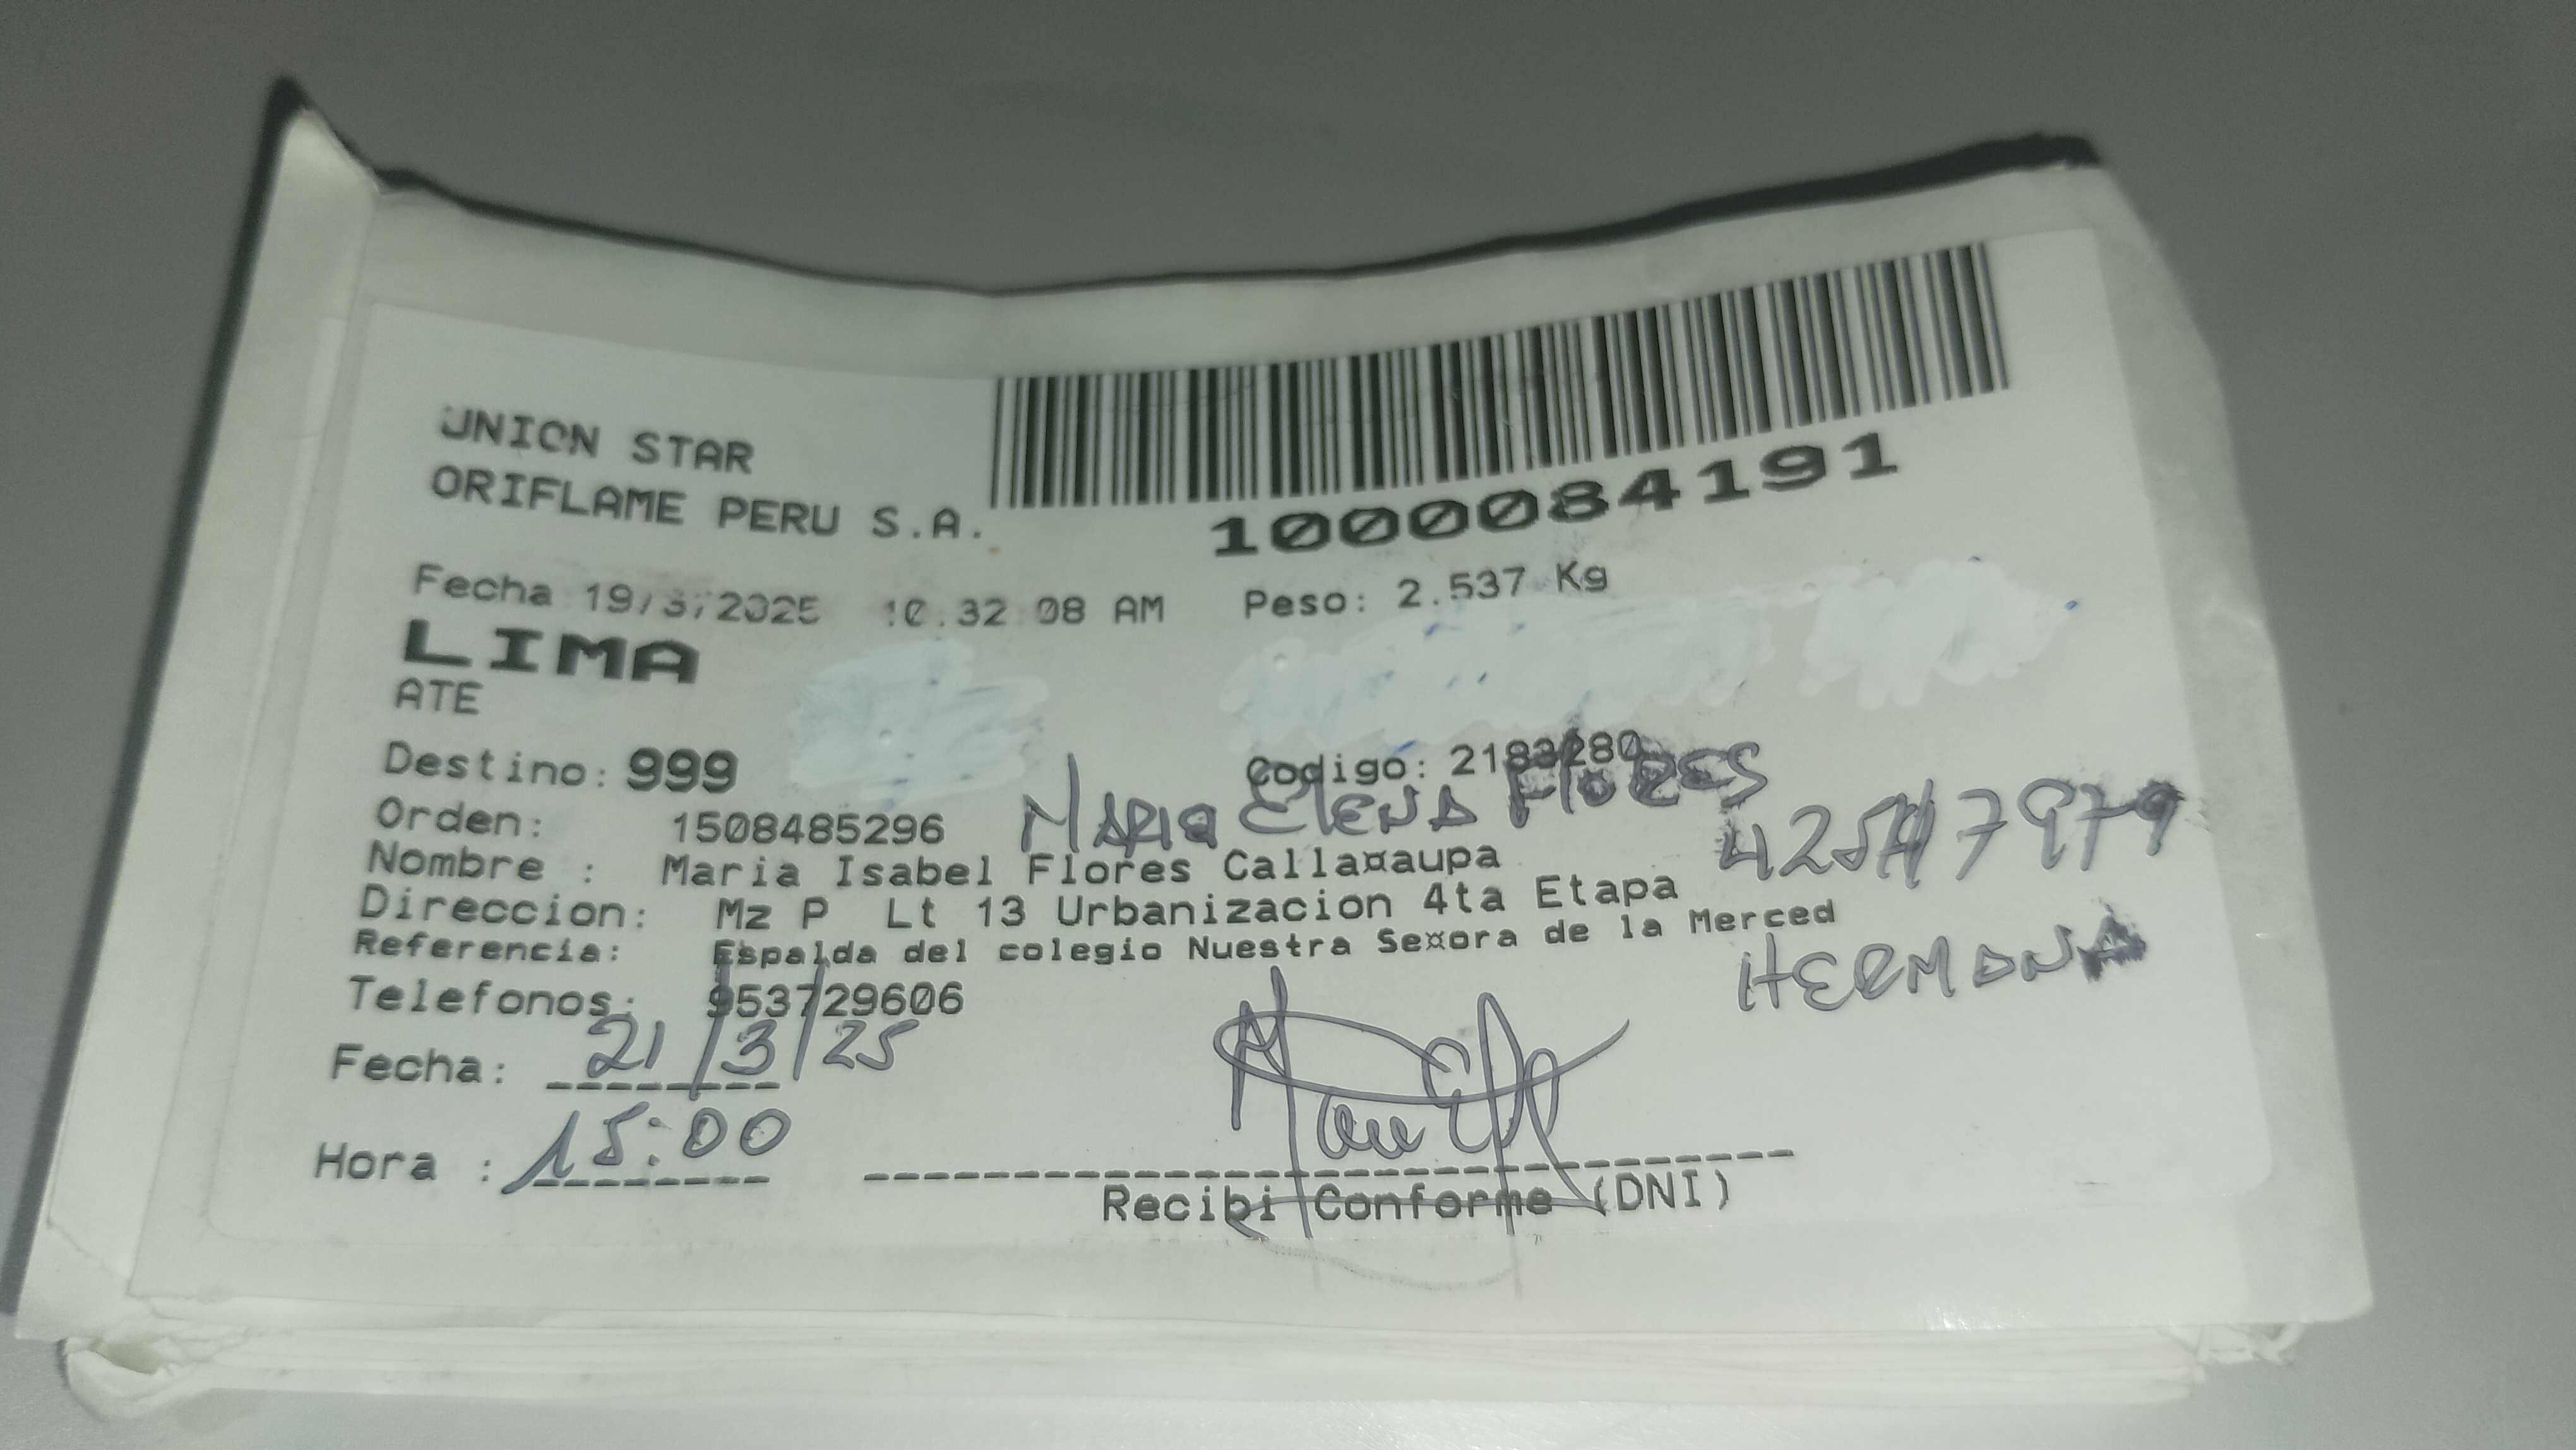 UNION STAR
ORIFLAME PERU S.A.
1000084191
Fecha 19/3/2025 10:32:08 AM Peso: 2.537 Kg
LIMA
ATE
Destino: 999 Codigo: 2183280
Orden: 1508485296 MARIA ELENA FLORES
Nombre : Maria Isabel Flores Calla¤aupa
Direccion: Mz P Lt 13 Urbanizacion 4ta Etapa
Referencia: Espalda del colegio Nuestra Se¤ora de la Merced
HERMANA
Telefonos: 953729606
Fecha: 21/3/25
Hora : 15:00
Recibi Conforme (DNI)